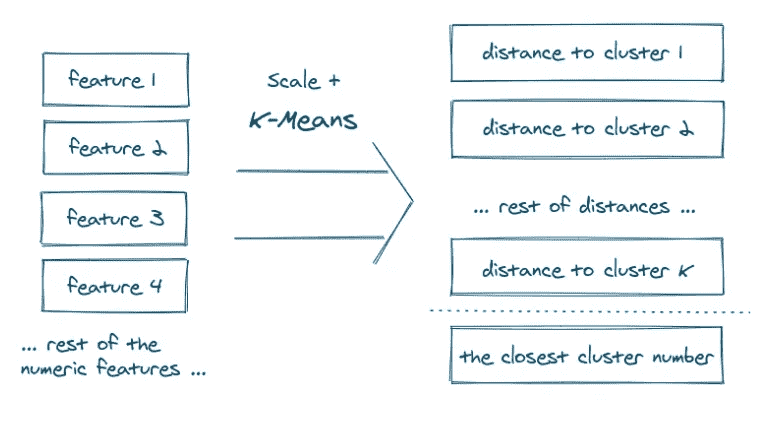 feature 1
feature 2
feature 3
feature 4
... rest of the
numeric features ...
scale +
K-Means
distance to cluster 1
distance to cluster 2
... rest of distances ...
distance to cluster K
the closest cluster number